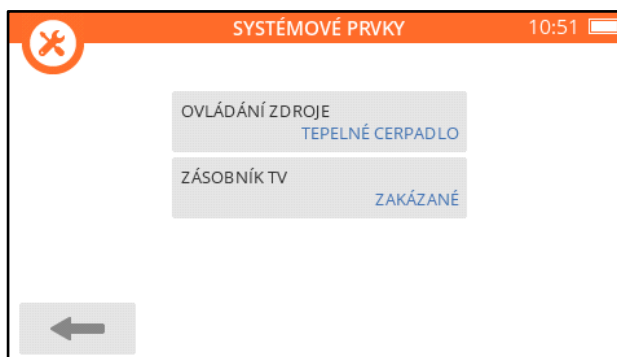 SYSTÉMOVÉ PRVKY 10:51
OVLÁDÁNÍ ZDROJE
TEPELNÉ CERPADLO
ZÁSOBNÍK TV
ZAKÁZANÉ